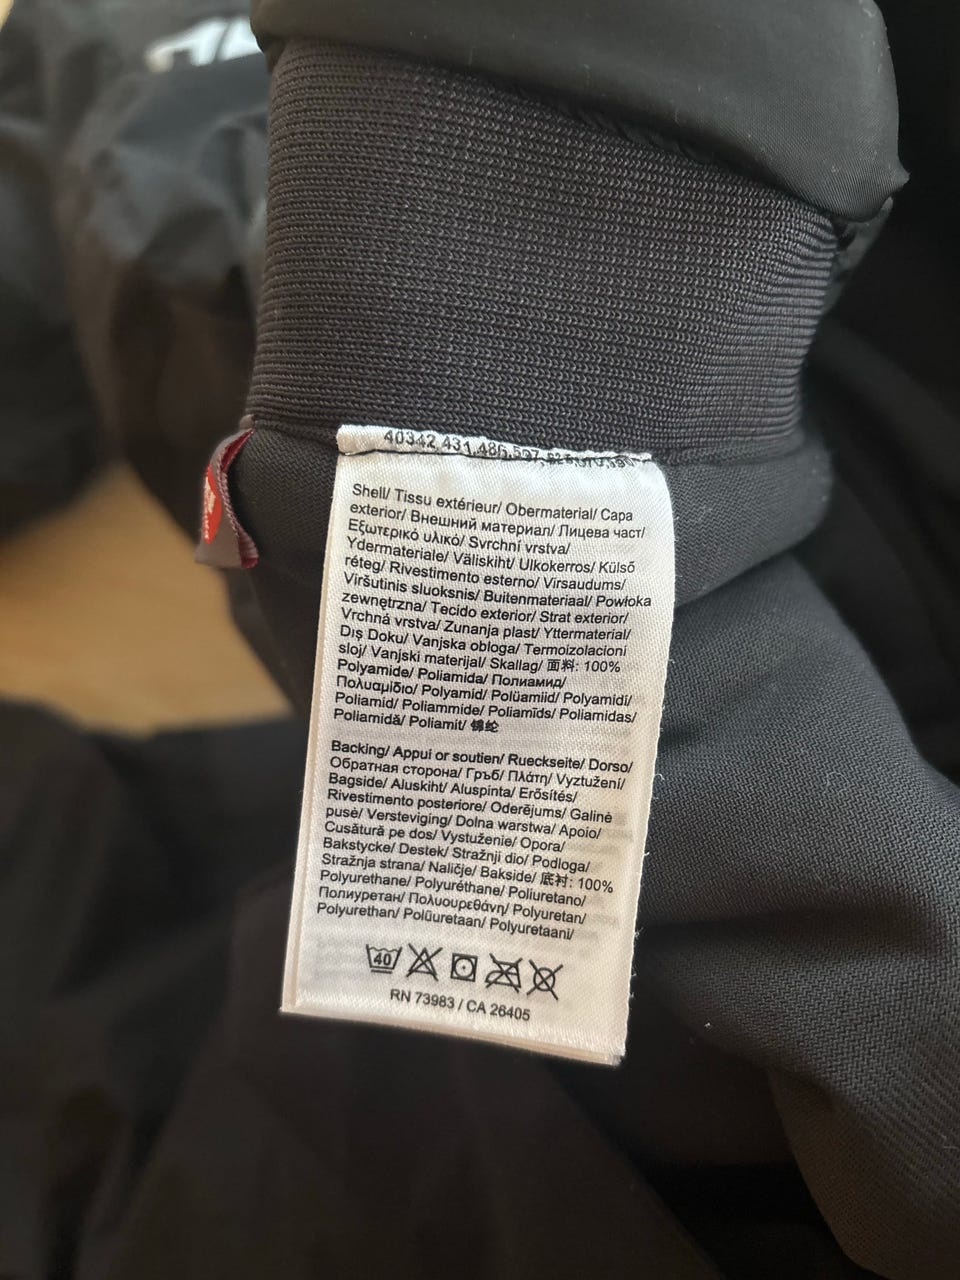 40342,431,486,507,
Shell/ Tissu extérieur/ Obermaterial/ Capa
exterior/ Внешний материал/ Лицева част/
Εξωτερικό υλικό/ Svrchní vrstva/
Ydermateriale/ Väliskiht/ Ulkokerros/ Külső
réteg/ Rivestimento esterno/ Virsaudums/
Viršutinis sluoksnis/ Buitenmateriaal/ Powłoka
zewnętrzna/ Tecido exterior/ Strat exterior/
Vrchná vrstva/ Zunanja plast/ Yttermaterial/
Dış Doku/ Vanjska obloga/ Termoizolacioni
sloj/ Vanjski materijal/ Skallag/ 面料: 100%
Polyamide/ Poliamida/ Полиамид/
Πολυαμίδιο/ Polyamid/ Polüamiid/ Polyamidi/
Poliamid/ Poliammide/ Poliamīds/ Poliamidas/
Poliamidă/ Poliamit/ 锦纶
Backing/ Appui or soutien/ Rueckseite/ Dorso/
Обратная сторона/ Гръб/ Πλάτη/ Vyztužení/
Bagside/ Aluskiht/ Aluspinta/ Erősítés/
Rivestimento posteriore/ Oderējums/ Galinė
pusė/ Versteviging/ Dolna warstwa/ Apoio/
Cusătură pe dos/ Vystuženie/ Opora/
Bakstycke/ Destek/ Stražnji dio/ Podloga/
Stražnja strana/ Naličje/ Bakside/ 底衬: 100%
Polyurethane/ Polyuréthane/ Poliuretano/
Полиуретан/ Πολυουρεθάνη/ Polyuretan/
Polyurethan/ Polüuretaan/ Polyuretaani/
40
RN 73983 / CA 26405